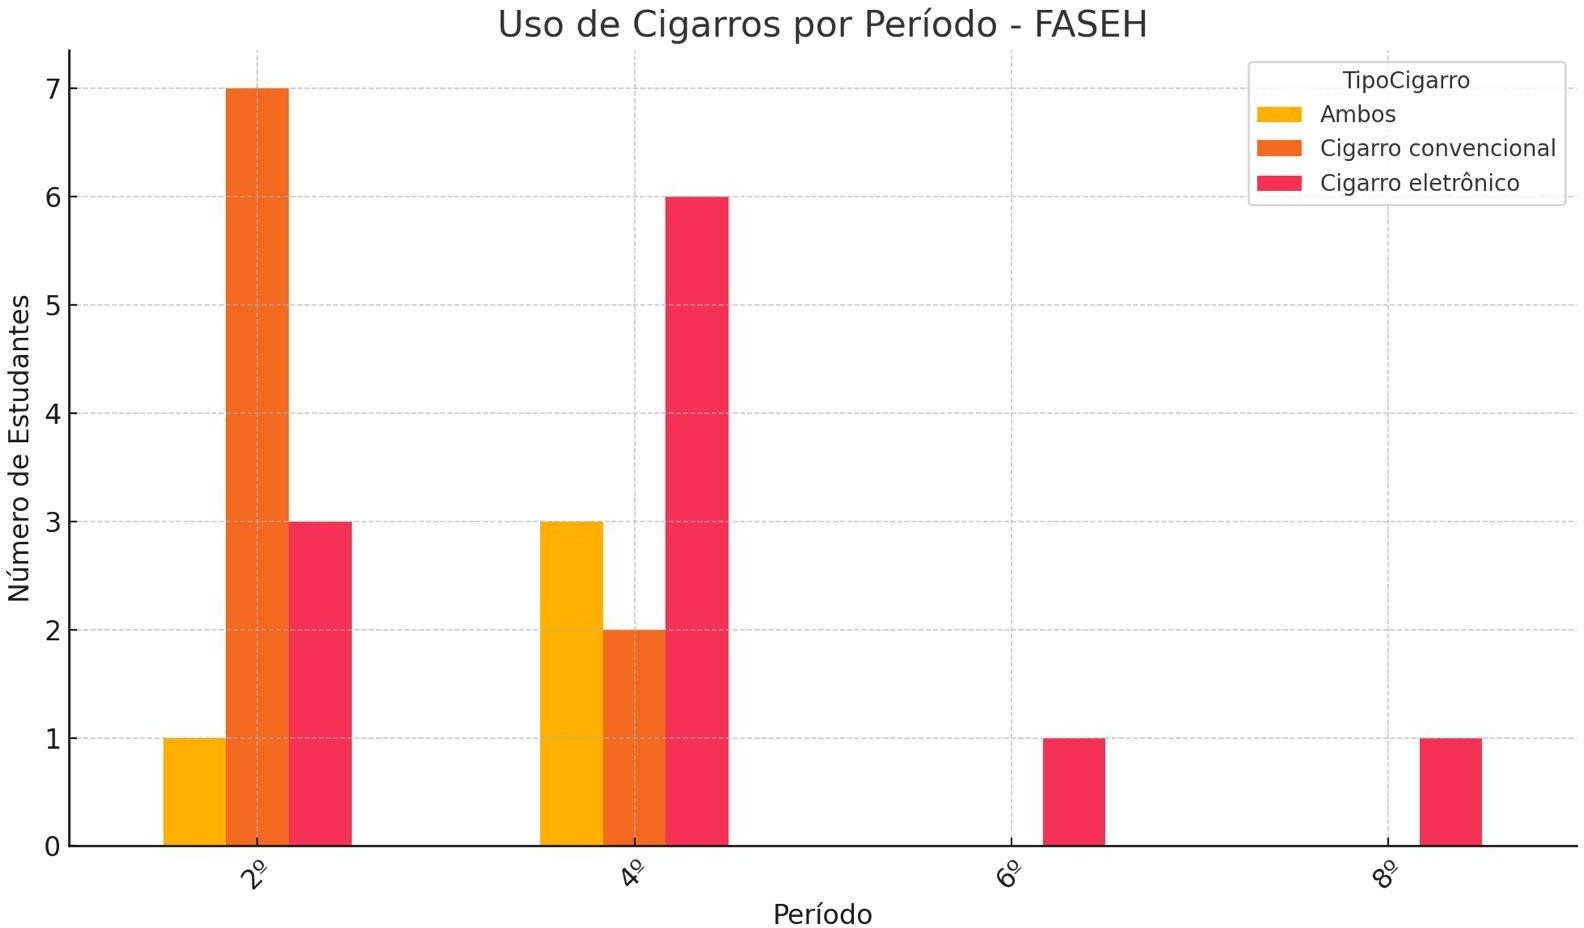 Uso de Cigarros por Período - FASEH
TipoCigarro
Ambos
Cigarro convencional
Cigarro eletrônico
Número de Estudantes
7
6
5
4
3
2
1
0
2º
4º
6º
8º
Período